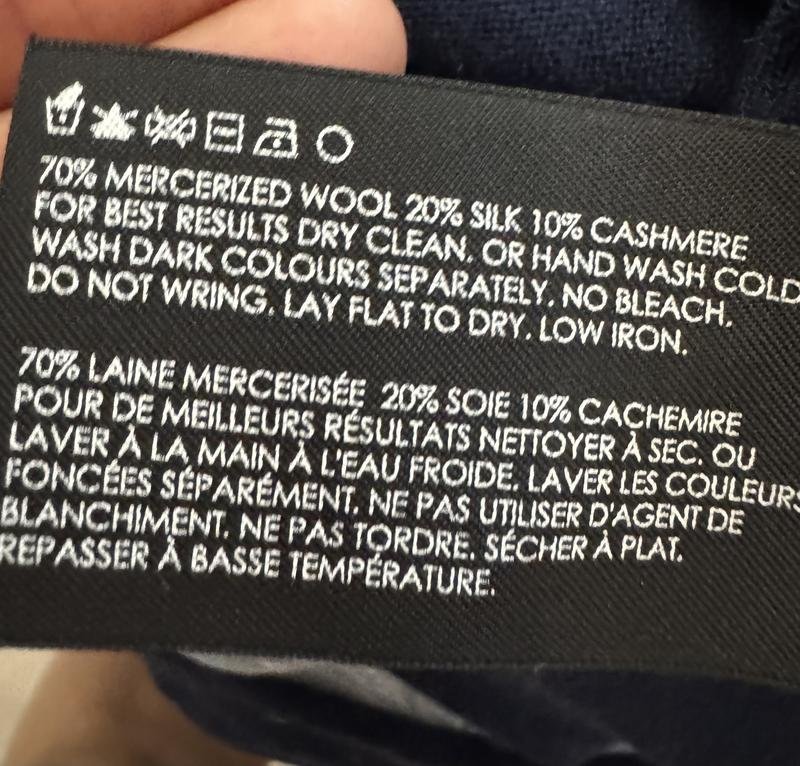 70% MERCERIZED WOOL 20% SILK 10% CASHMERE
FOR BEST RESULTS DRY CLEAN. OR HAND WASH COLD
WASH DARK COLOURS SEPARATELY. NO BLEACH.
DO NOT WRING. LAY FLAT TO DRY. LOW IRON.
70% LAINE MERCERISÉE 20% SOIE 10% CACHEMIRE
POUR DE MEILLEURS RÉSULTATS NETTOYER À SEC. OU
LAVER À LA MAIN À L'EAU FROIDE. LAVER LES COULEURS
FONCÉES SÉPARÉMENT. NE PAS UTILISER D'AGENT DE
BLANCHIMENT. NE PAS TORDRE. SÉCHER À PLAT.
REPASSER À BASSE TEMPÉRATURE.